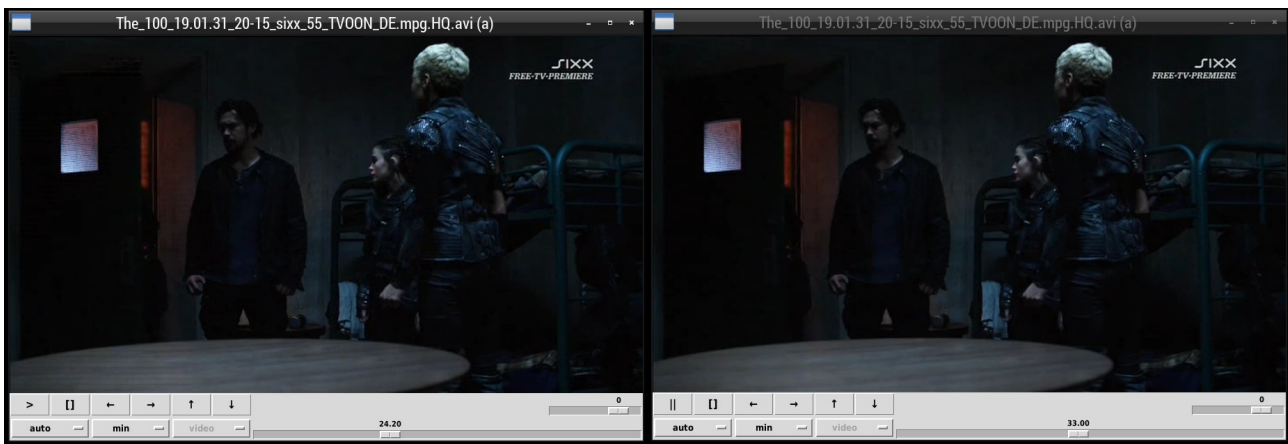 The_100_19.01.31_20-15_sixx_55_TVOON_DE.mpg.HQ.avi (a)
sixx
FREE-TV-PREMIERE
> [] ← → ↑ ↓
0
auto min video
24.20
The_100_19.01.31_20-15_sixx_55_TVOON_DE.mpg.HQ.avi (a)
sixx
FREE-TV-PREMIERE
|| [] ← → ↑ ↓
0
auto min video
33.00